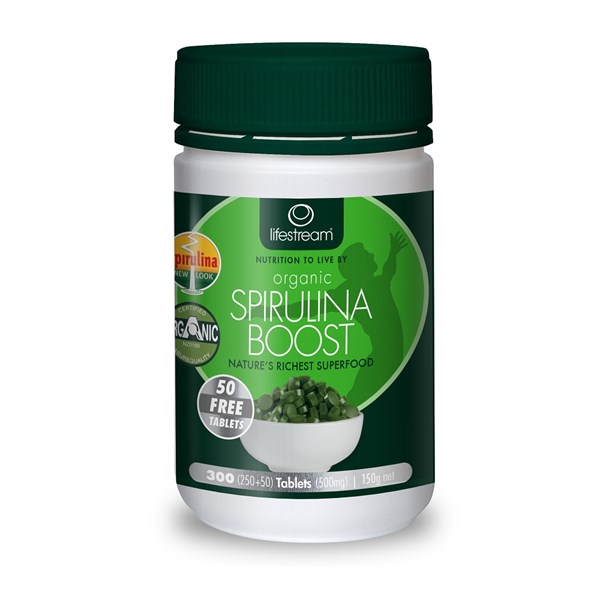 lifestream
NUTRITION TO LIVE BY
organic
SPIRULINA
BOOST
NATURE'S RICHEST SUPERFOOD
spirulina
NEW LOOK
CERTIFIED
ORGANIC
50
FREE
TABLETS
300 (250+50) Tablets (500mg) | 150g net